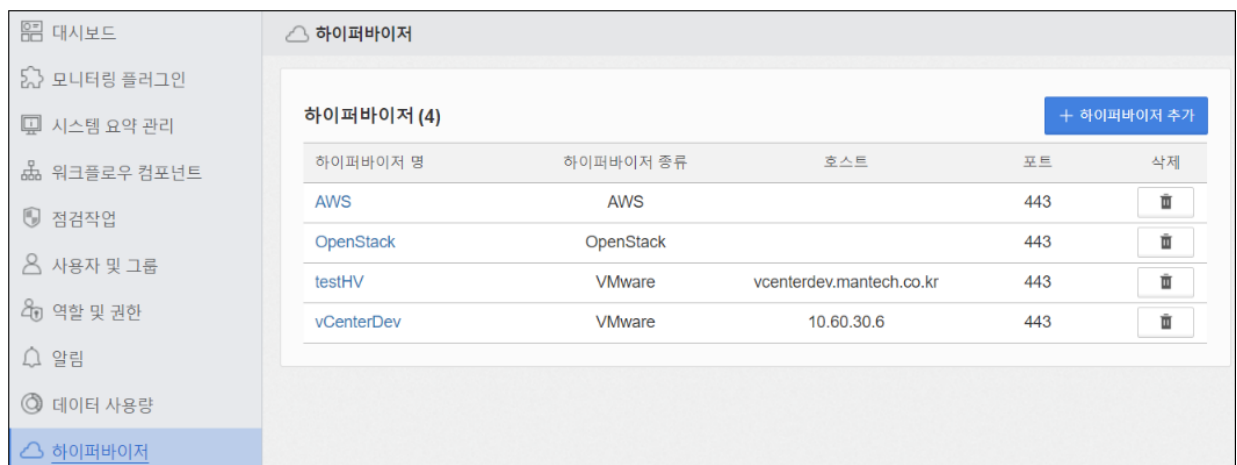 대시보드
모니터링 플러그인
시스템 요약 관리
워크플로우 컴포넌트
점검작업
사용자 및 그룹
역할 및 권한
알림
데이터 사용량
하이퍼바이저
하이퍼바이저
하이퍼바이저 (4)
+ 하이퍼바이저 추가
하이퍼바이저 명 하이퍼바이저 종류 호스트 포트 삭제
AWS AWS 443
OpenStack OpenStack 443
testHV VMware vcenterdev.mantech.co.kr 443
vCenterDev VMware 10.60.30.6 443